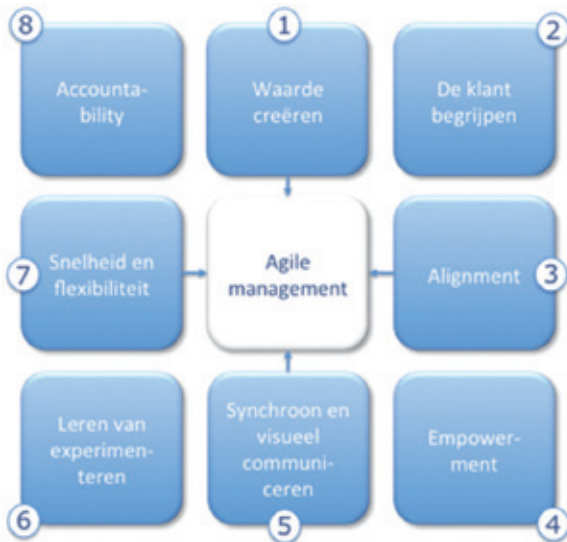 8
Accounta-
bility
1
Waarde
creëren
2
De klant
begrijpen
7
Snelheid en
flexibiliteit
Agile
management
Alignment
3
Leren van
experimen-
teren
6
Synchroon en
visueel
communi-
ceren
5
Empower-
ment
4